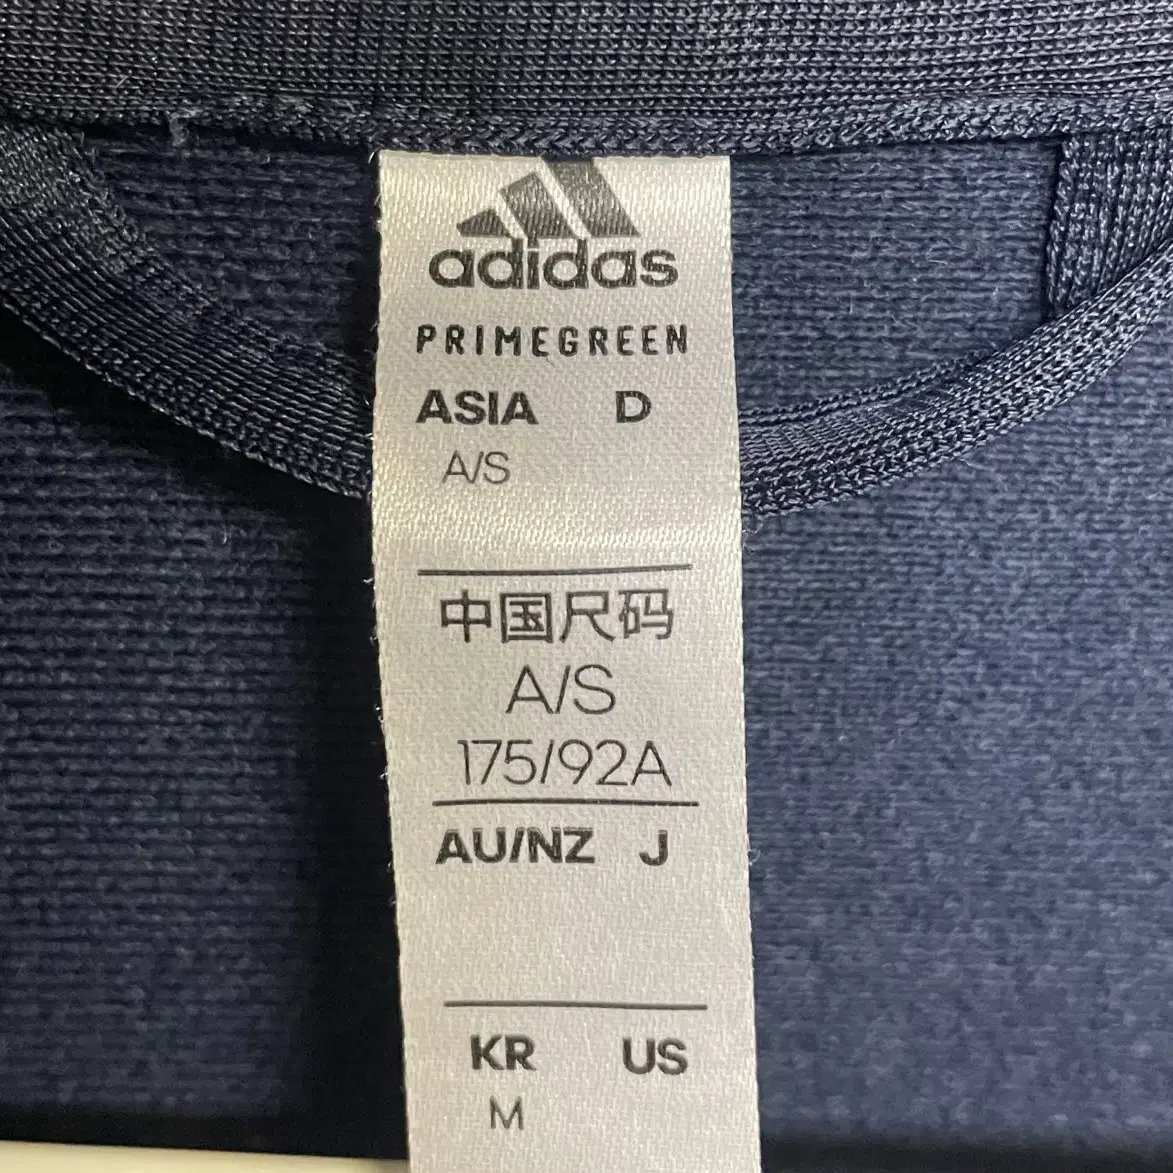 adidas
PRIMEGREEN
ASIA D
A/S
中国尺码
A/S
175/92A
AU/NZ J
KR US
M